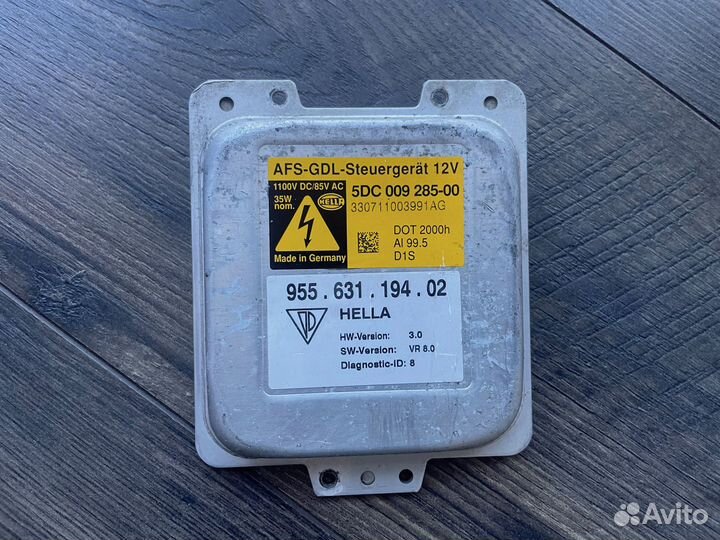 AFS-GDL-Steuergerät 12V
1100V DC/85V AC
35W nom.
HELLA
Made in Germany
5DC 009 285-00
330711003991AG
DOT 2000h
Al 99.5
D1S
955.631.194.02
HELLA
HW-Version: 3.0
SW-Version: VR 8.0
Diagnostic-ID: 8
Avito